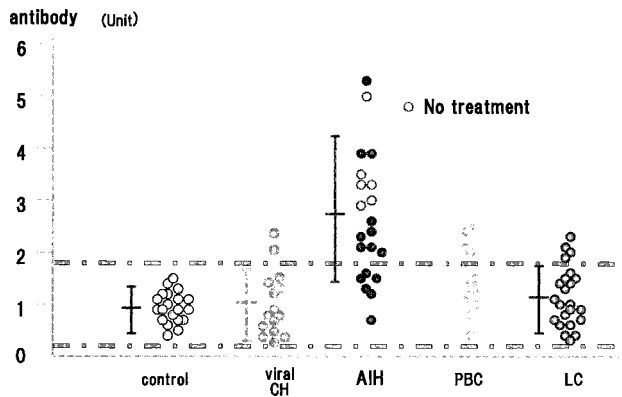 antibody (Unit)
6
5
No treatment
4
3
2
1
0
control
viral
CH
AIH
PBC
LC